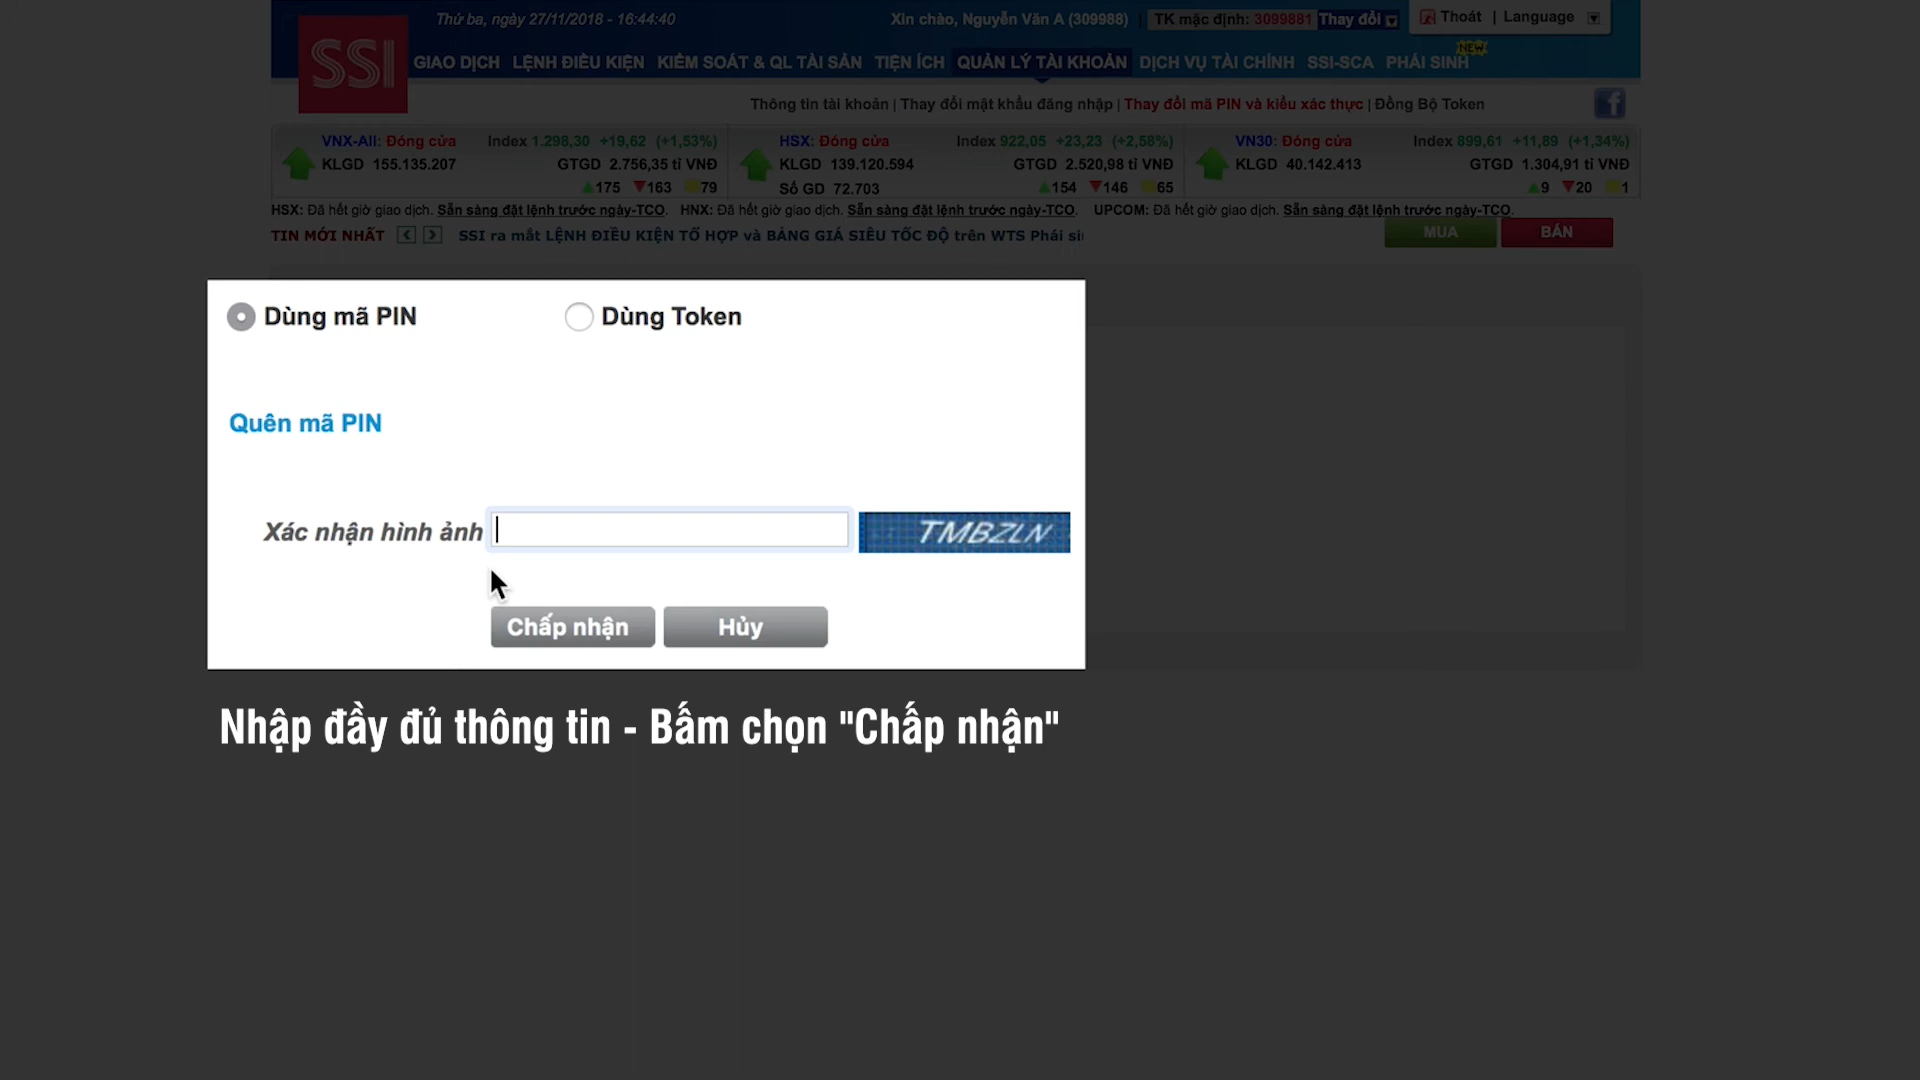 Thứ ba, ngày 27/11/2018 - 16:44:40
Xin chào, Nguyễn Văn A (309988) | TK mặc định: 3099881 Thay đổi
Thoát | Language
SSI
GIAO DỊCH LỆNH ĐIỀU KIỆN KIỂM SOÁT & QL TÀI SẢN TIỆN ÍCH QUẢN LÝ TÀI KHOẢN DỊCH VỤ TÀI CHÍNH SSI-SCA PHÁI SINH NEW
Thông tin tài khoản | Thay đổi mật khẩu đăng nhập | Thay đổi mã PIN và kiểu xác thực | Đồng Bộ Token
VNX-All: Đóng cửa Index 1.298,30 +19,62 (+1,53%)
KLGD 155.135.207 GTGD 2.756,35 tỉ VNĐ
175 163 79
HSX: Đóng cửa Index 922,05 +23,23 (+2,58%)
KLGD 139.120.594 GTGD 2.520,98 tỉ VNĐ
Số GD 72.703 154 146 65
VN30: Đóng cửa Index 899,61 +11,89 (+1,34%)
KLGD 40.142.413 GTGD 1.304,91 tỉ VNĐ
9 20 1
HSX: Đã hết giờ giao dịch. Sẵn sàng đặt lệnh trước ngày-TCO. HNX: Đã hết giờ giao dịch. Sẵn sàng đặt lệnh trước ngày-TCO. UPCOM: Đã hết giờ giao dịch. Sẵn sàng đặt lệnh trước ngày-TCO.
TIN MỚI NHẤT SSI ra mắt LỆNH ĐIỀU KIỆN TỔ HỢP và BẢNG GIÁ SIÊU TỐC ĐỘ trên WTS Phái si
MUA BÁN
Dùng mã PIN Dùng Token
Quên mã PIN
Xác nhận hình ảnh TMBZLN
Chấp nhận Hủy
Nhập đầy đủ thông tin - Bấm chọn "Chấp nhận"